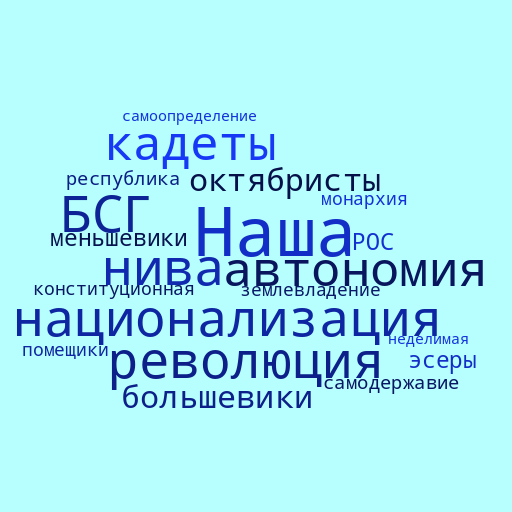 самоопределение
кадеты
республика
октябристы
монархия
БСГ
Наша
меньшевики
РОС
нива
автономия
конституционная
землевладение
национализация
неделимая
помещики
революция
эсеры
самодержавие
большевики